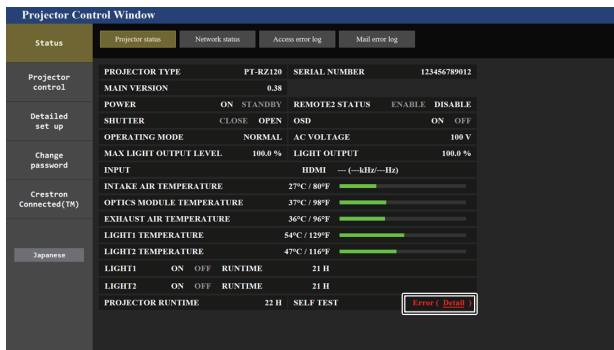 Projector Control Window
Status
Projector status
Network status
Access error log
Mail error log
Projector
control
Detailed
set up
Change
password
Crestron
Connected(TM)
Japanese
PROJECTOR TYPE PT-RZ120 SERIAL NUMBER 123456789012
MAIN VERSION 0.38
POWER ON STANDBY REMOTE2 STATUS ENABLE DISABLE
SHUTTER CLOSE OPEN OSD ON OFF
OPERATING MODE NORMAL AC VOLTAGE 100 V
MAX LIGHT OUTPUT LEVEL 100.0 % LIGHT OUTPUT 100.0 %
INPUT HDMI --- (---kHz/---Hz)
INTAKE AIR TEMPERATURE 27°C / 80°F
OPTICS MODULE TEMPERATURE 37°C / 98°F
EXHAUST AIR TEMPERATURE 36°C / 96°F
LIGHT1 TEMPERATURE 54°C / 129°F
LIGHT2 TEMPERATURE 47°C / 116°F
LIGHT1 ON OFF RUNTIME 21 H
LIGHT2 ON OFF RUNTIME 21 H
PROJECTOR RUNTIME 22 H SELF TEST Error ( Detail )